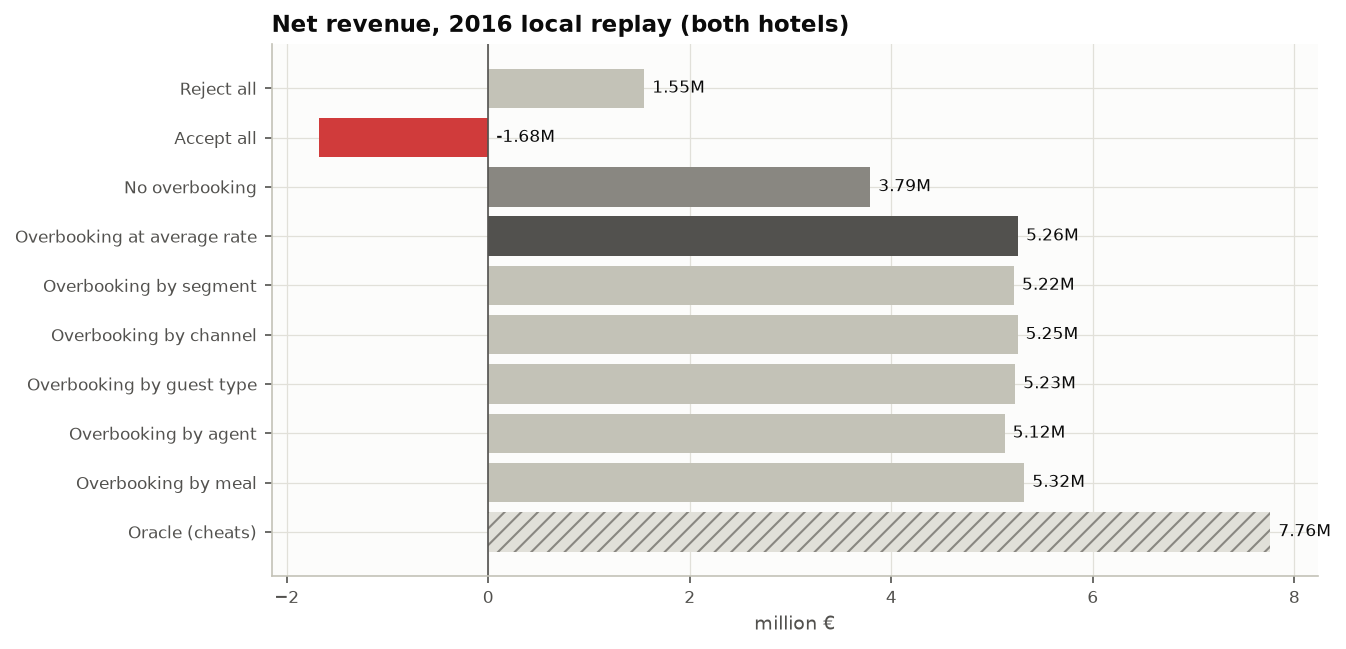 Net revenue, 2016 local replay (both hotels)
Reject all 1.55M
Accept all -1.68M
No overbooking 3.79M
Overbooking at average rate 5.26M
Overbooking by segment 5.22M
Overbooking by channel 5.25M
Overbooking by guest type 5.23M
Overbooking by agent 5.12M
Overbooking by meal 5.32M
Oracle (cheats) 7.76M
−2 0 2 4 6 8
million €